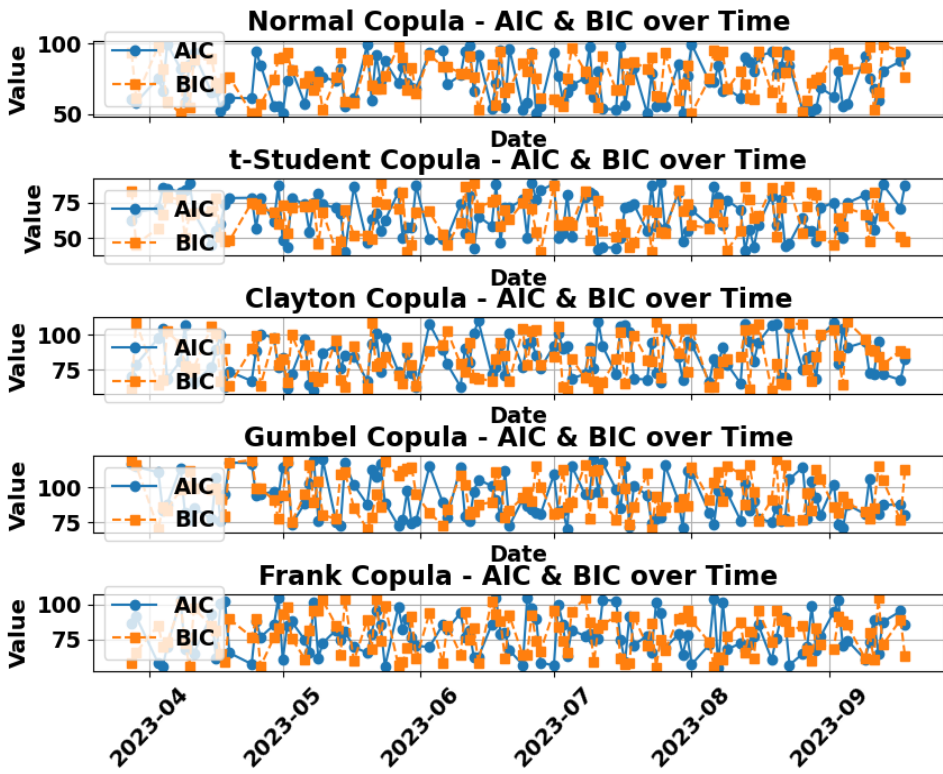 Normal Copula - AIC & BIC over Time
100
50
Value
AIC
BIC
Date
t-Student Copula - AIC & BIC over Time
75
50
Value
AIC
BIC
Date
Clayton Copula - AIC & BIC over Time
100
75
Value
AIC
BIC
Date
Gumbel Copula - AIC & BIC over Time
100
75
Value
AIC
BIC
Date
Frank Copula - AIC & BIC over Time
100
75
Value
AIC
BIC
2023-04
2023-05
2023-06
2023-07
2023-08
2023-09